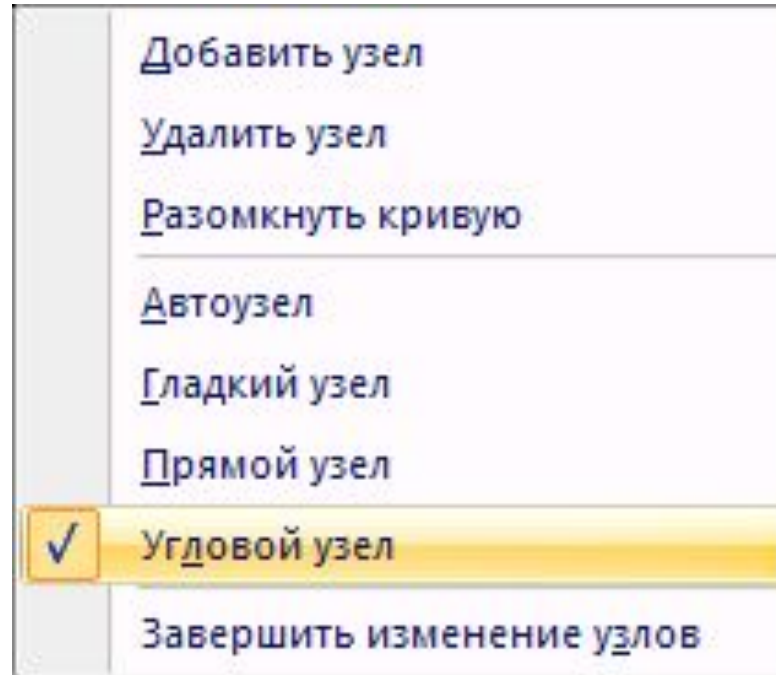 Добавить узел
Удалить узел
Разомкнуть кривую
Автоузел
Гладкий узел
Прямой узел
Угловой узел
Завершить изменение узлов